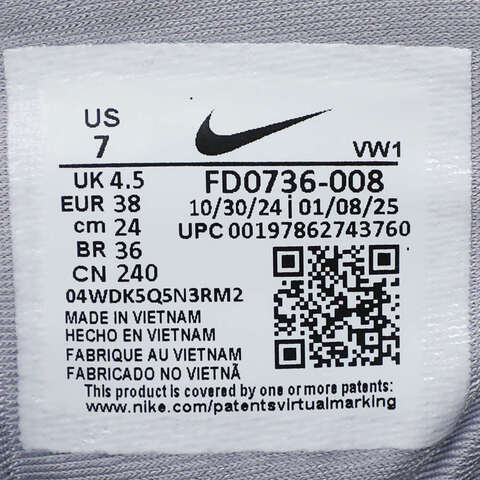 US
7
VW1
UK 4.5
EUR 38
cm 24
BR 36
CN 240
FD0736-008
10/30/24 | 01/08/25
UPC 00197862743760
04WDK5Q5N3RM2
MADE IN VIETNAM
HECHO EN VIETNAM
FABRIQUE AU VIETNAM
FABRICADO NO VIETNÃ
This product is covered by one or more patents:
www.nike.com/patentsvirtualmarking